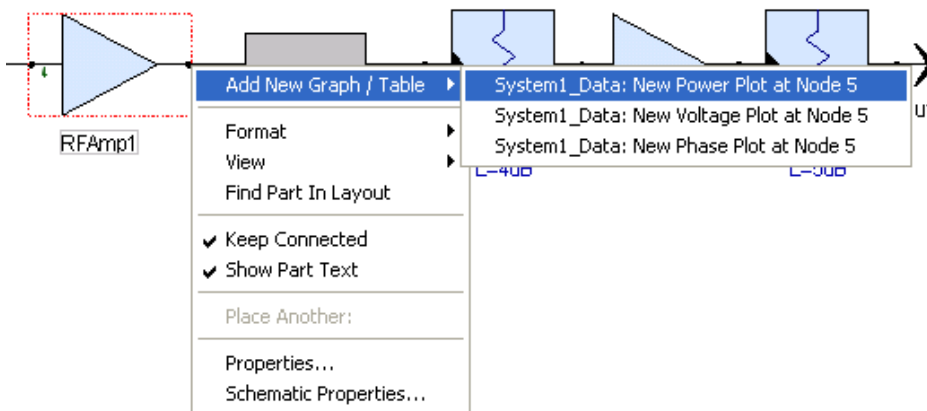 RFAmp1
Add New Graph / Table
Format
View
Find Part In Layout
Keep Connected
Show Part Text
Place Another:
Properties...
Schematic Properties...
System1_Data: New Power Plot at Node 5
System1_Data: New Voltage Plot at Node 5
System1_Data: New Phase Plot at Node 5